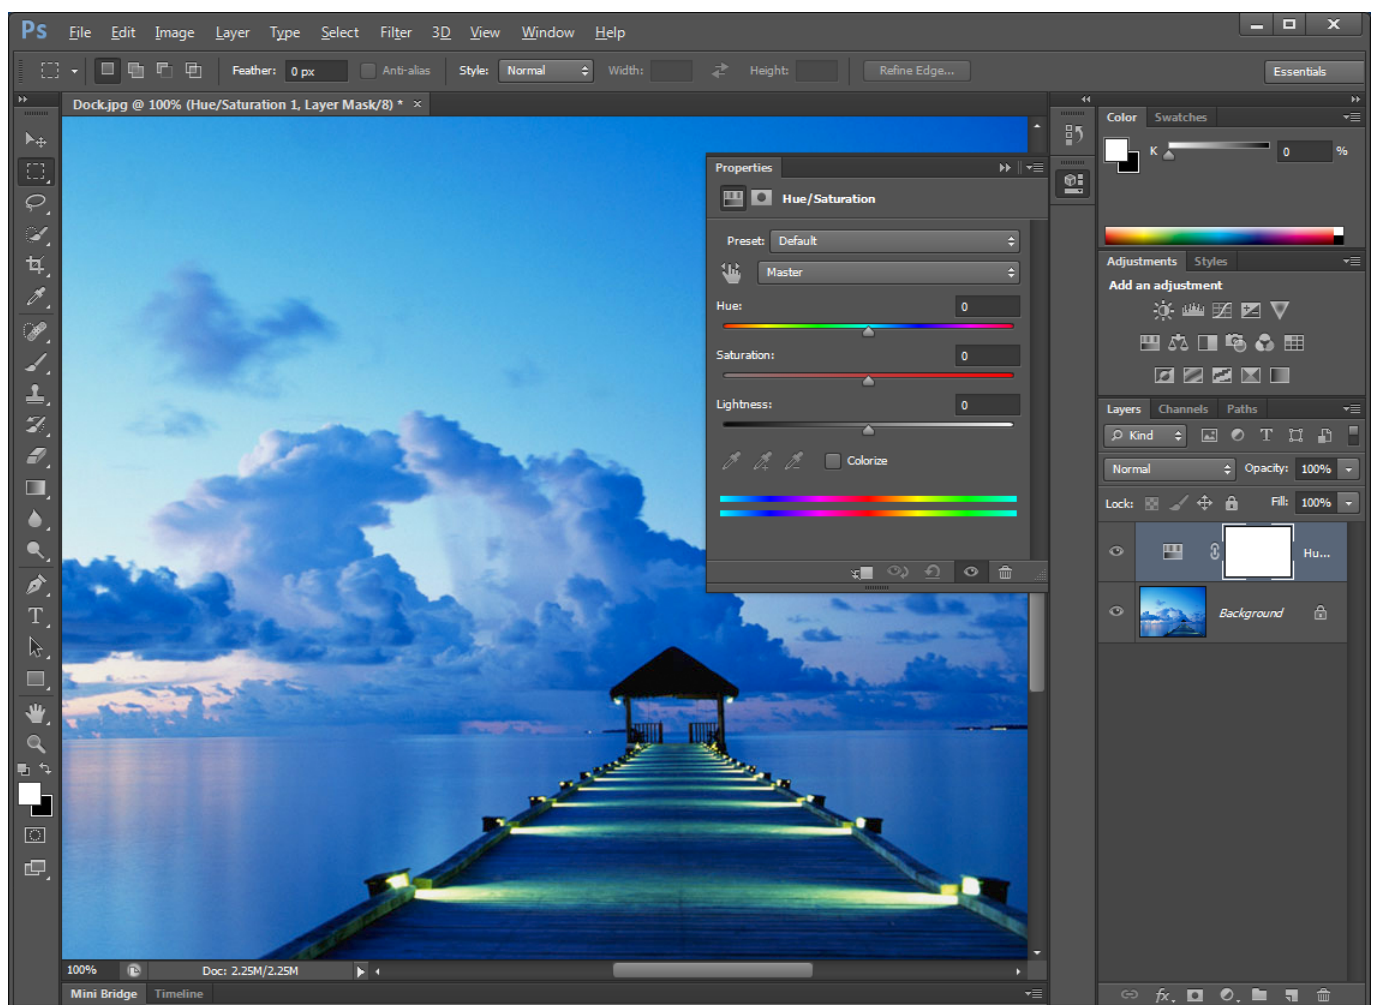 Ps File Edit Image Layer Type Select Filter 3D View Window Help
Feather: 0 px Anti-alias Style: Normal Width: Height: Refine Edge... Essentials
Dock.jpg @ 100% (Hue/Saturation 1, Layer Mask/8) * ×
Color Swatches
K 0 %
Properties
Hue/Saturation
Preset: Default
Master
Hue: 0
Saturation: 0
Lightness: 0
Colorize
Adjustments Styles
Add an adjustment
Layers Channels Paths
Kind T
Normal Opacity: 100%
Lock: Fill: 100%
Hu...
Background
T
fx.
100% Doc: 2.25M/2.25M
Mini Bridge Timeline